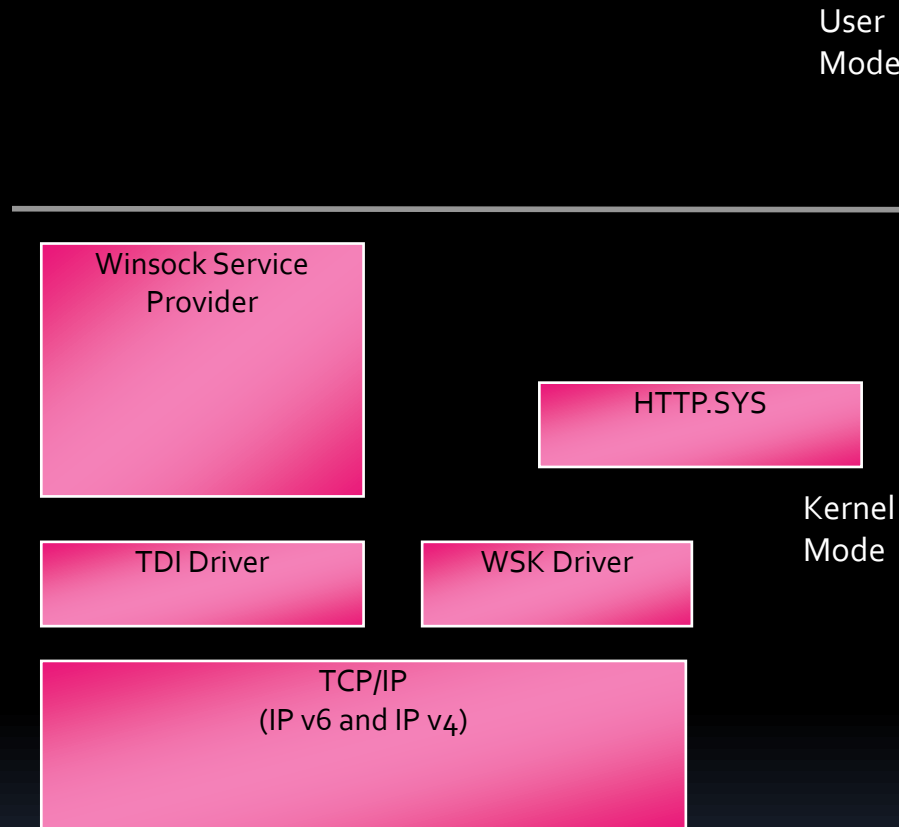 User
Mode
Winsock Service
Provider
HTTP.SYS
Kernel
Mode
TDI Driver
WSK Driver
TCP/IP
(IP v6 and IP v4)